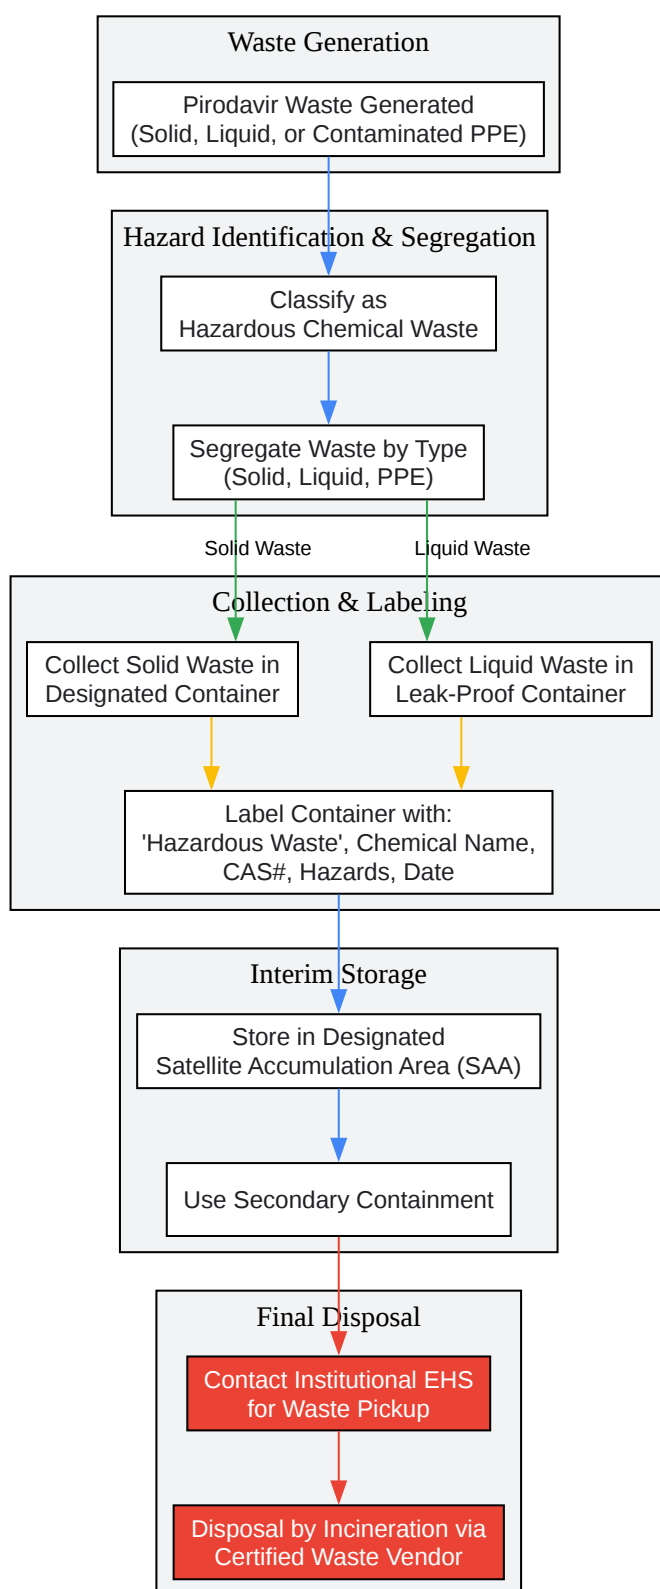 Waste Generation
Pirodavir Waste Generated
(Solid, Liquid, or Contaminated PPE)
Hazard Identification & Segregation
Classify as
Hazardous Chemical Waste
Segregate Waste by Type
(Solid, Liquid, PPE)
Solid Waste
Liquid Waste
Collection & Labeling
Collect Solid Waste in
Designated Container
Collect Liquid Waste in
Leak-Proof Container
Label Container with:
'Hazardous Waste', Chemical Name,
CAS#, Hazards, Date
Interim Storage
Store in Designated
Satellite Accumulation Area (SAA)
Use Secondary Containment
Final Disposal
Contact Institutional EHS
for Waste Pickup
Disposal by Incineration via
Certified Waste Vendor